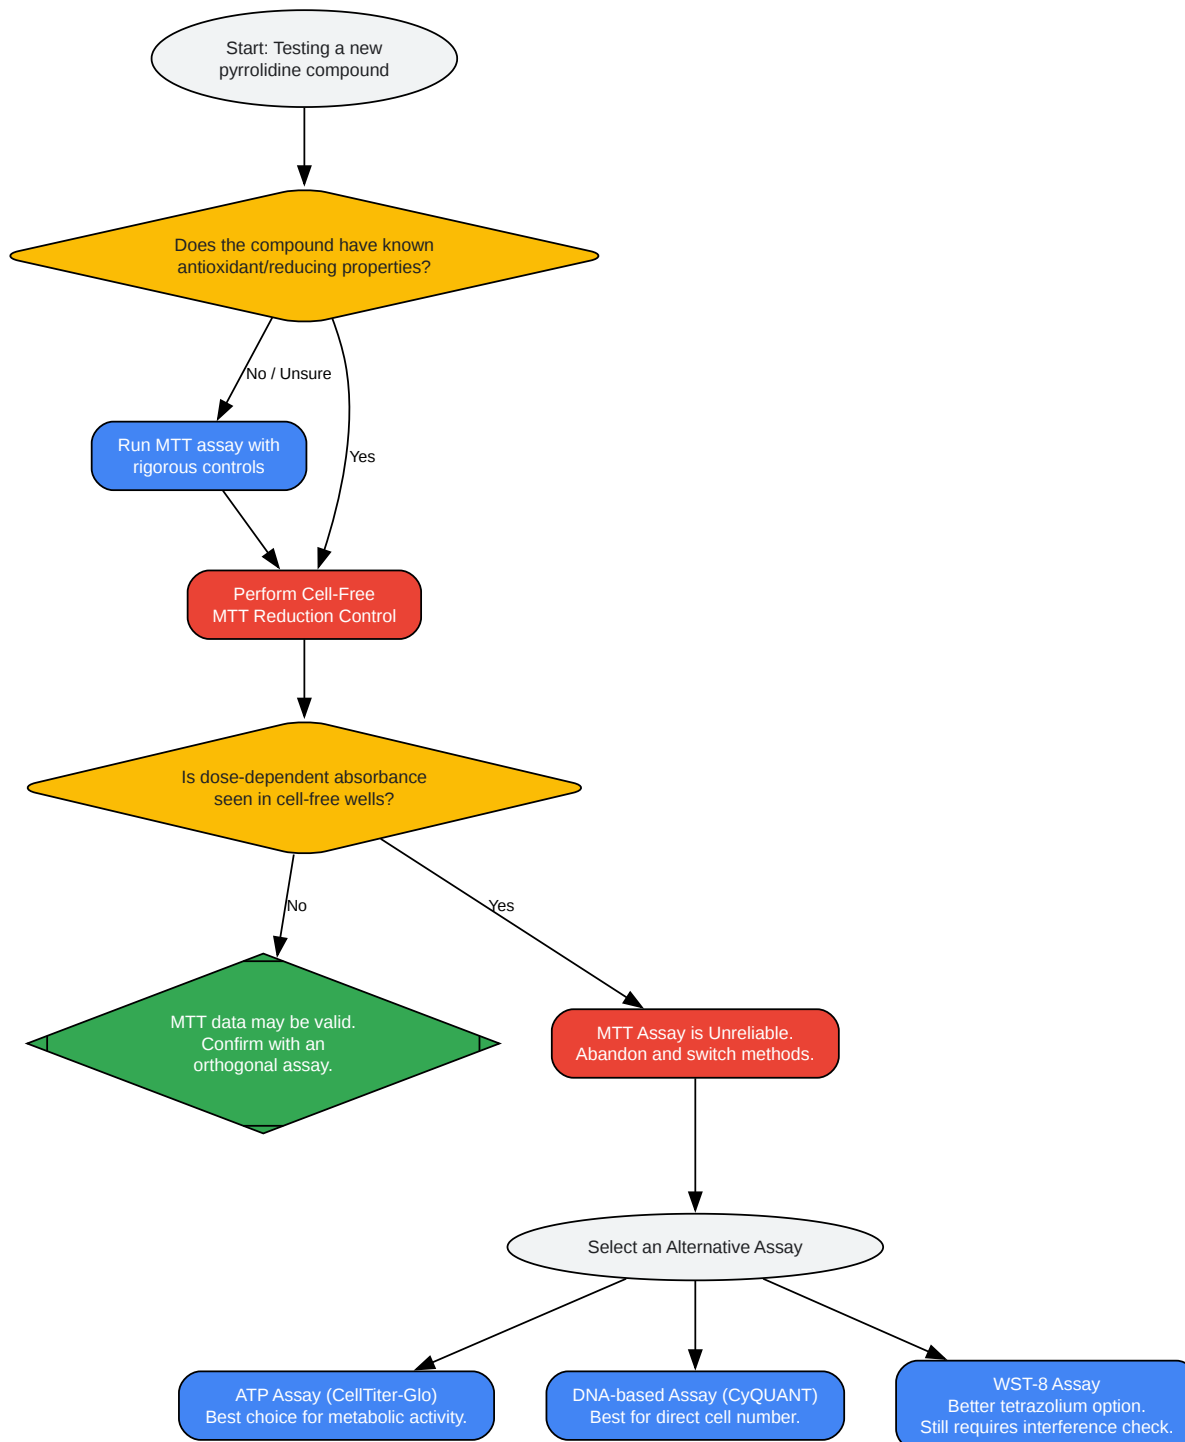 Start: Testing a new
pyrrolidine compound
Does the compound have known
antioxidant/reducing properties?
No / Unsure
Run MTT assay with
rigorous controls
Yes
Perform Cell-Free
MTT Reduction Control
Is dose-dependent absorbance
seen in cell-free wells?
No
Yes
MTT data may be valid.
Confirm with an
orthogonal assay.
MTT Assay is Unreliable.
Abandon and switch methods.
Select an Alternative Assay
ATP Assay (CellTiter-Glo)
Best choice for metabolic activity.
DNA-based Assay (CyQUANT)
Best for direct cell number.
WST-8 Assay
Better tetrazolium option.
Still requires interference check.